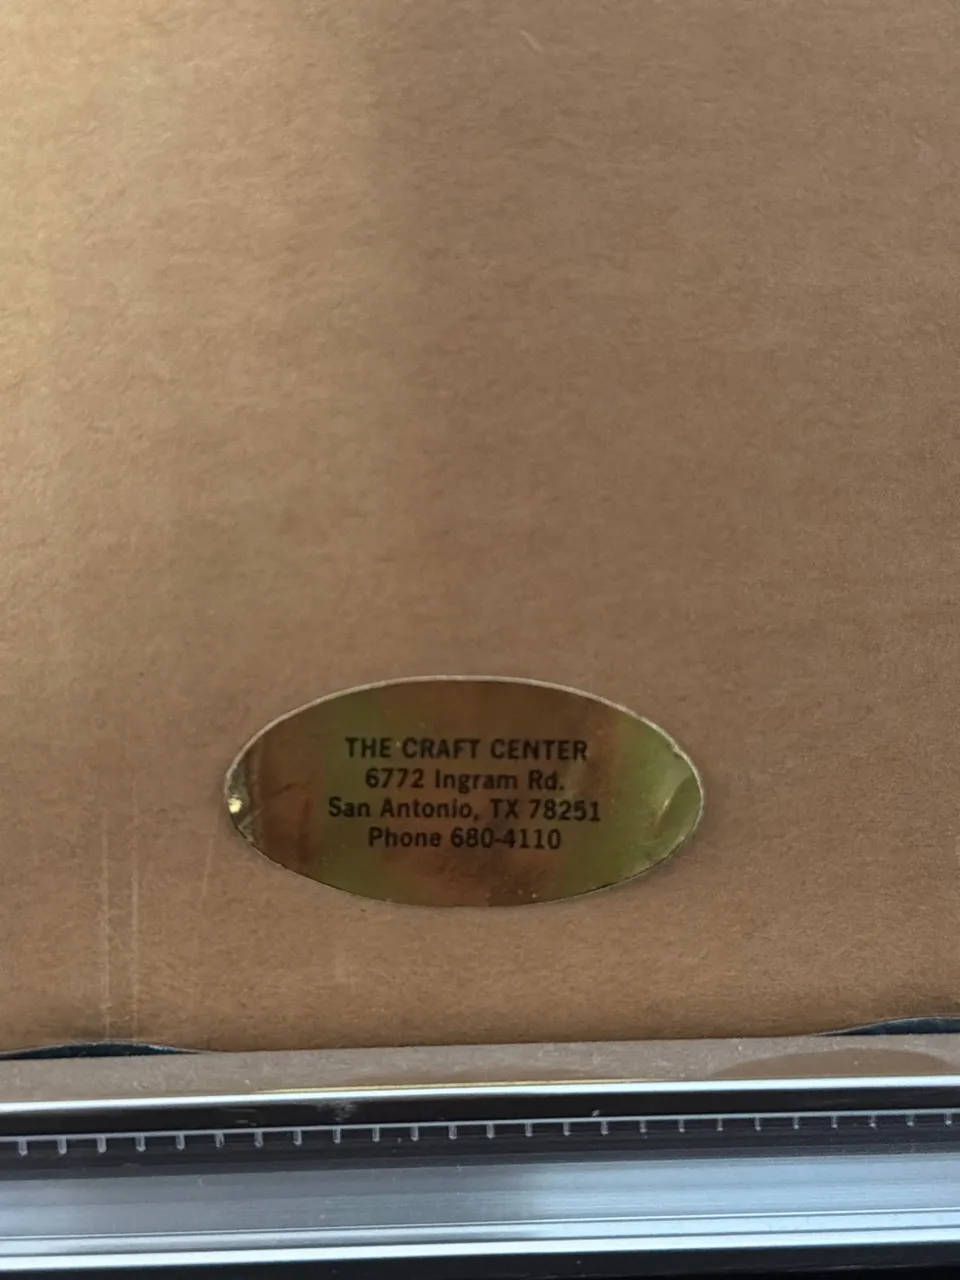 THE CRAFT CENTER
6772 Ingram Rd.
San Antonio, TX 78251
Phone 680-4110